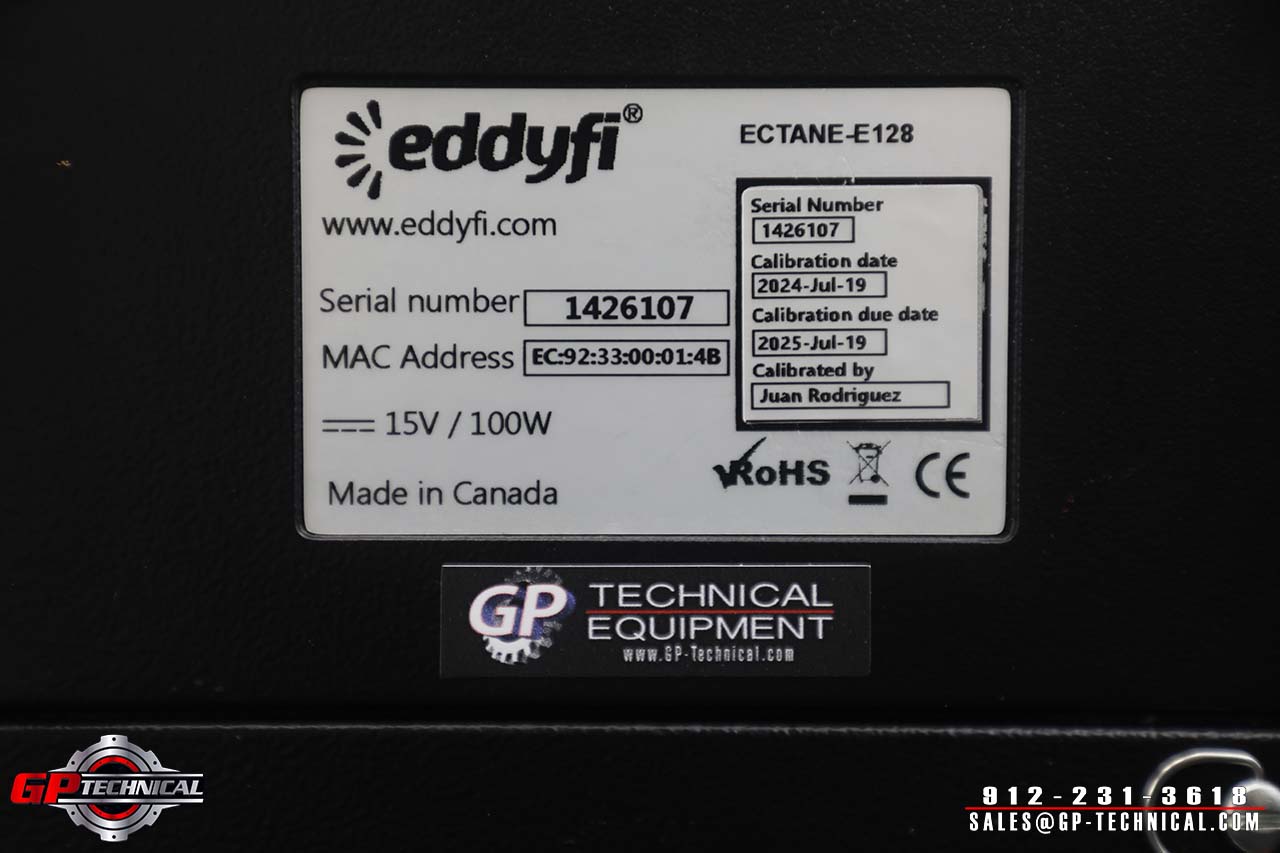 eddyfi®
www.eddyfi.com
ECTANE-E128
Serial number 1426107
MAC Address EC:92:33:00:01:4B
15V / 100W
Made in Canada
Serial Number
1426107
Calibration date
2024-Jul-19
Calibration due date
2025-Jul-19
Calibrated by
Juan Rodriguez
RoHS
CE
GP TECHNICAL
EQUIPMENT
www.GP-Technical.com
GP TECHNICAL
912-231-3618
SALES@GP-TECHNICAL.COM